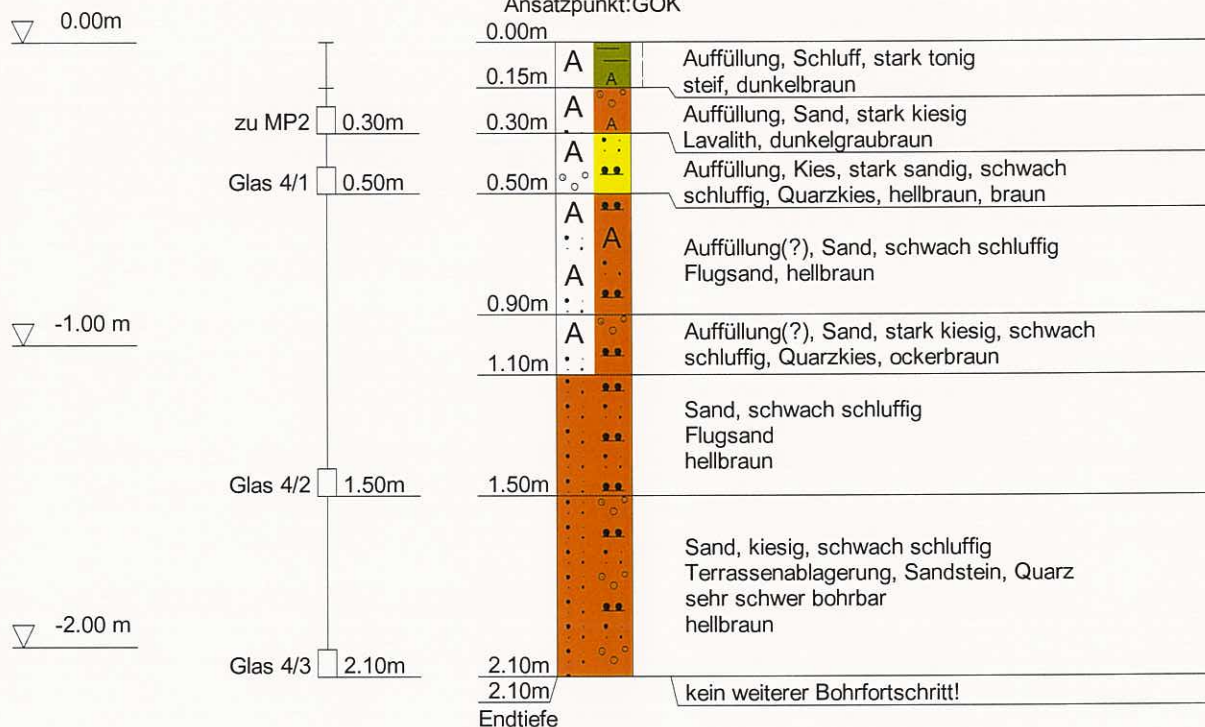 Ansatzpunkt:GOK
0.00m
0.00m
A
Auffüllung, Schluff, stark tonig
steif, dunkelbraun
0.15m
A
A
Auffüllung, Sand, stark kiesig
Lavalith, dunkelgraubraun
zu MP2
0.30m
0.30m
A
A
Auffüllung, Kies, stark sandig, schwach
schluffig, Quarzkies, hellbraun, braun
Glas 4/1
0.50m
0.50m
A
A
A
Auffüllung(?), Sand, schwach schluffig
Flugsand, hellbraun
0.90m
-1.00 m
A
Auffüllung(?), Sand, stark kiesig, schwach
schluffig, Quarzkies, ockerbraun
1.10m
Sand, schwach schluffig
Flugsand
hellbraun
Glas 4/2
1.50m
1.50m
Sand, kiesig, schwach schluffig
Terrassenablagerung, Sandstein, Quarz
sehr schwer bohrbar
hellbraun
-2.00 m
Glas 4/3
2.10m
2.10m
2.10m
kein weiterer Bohrfortschritt!
Endtiefe